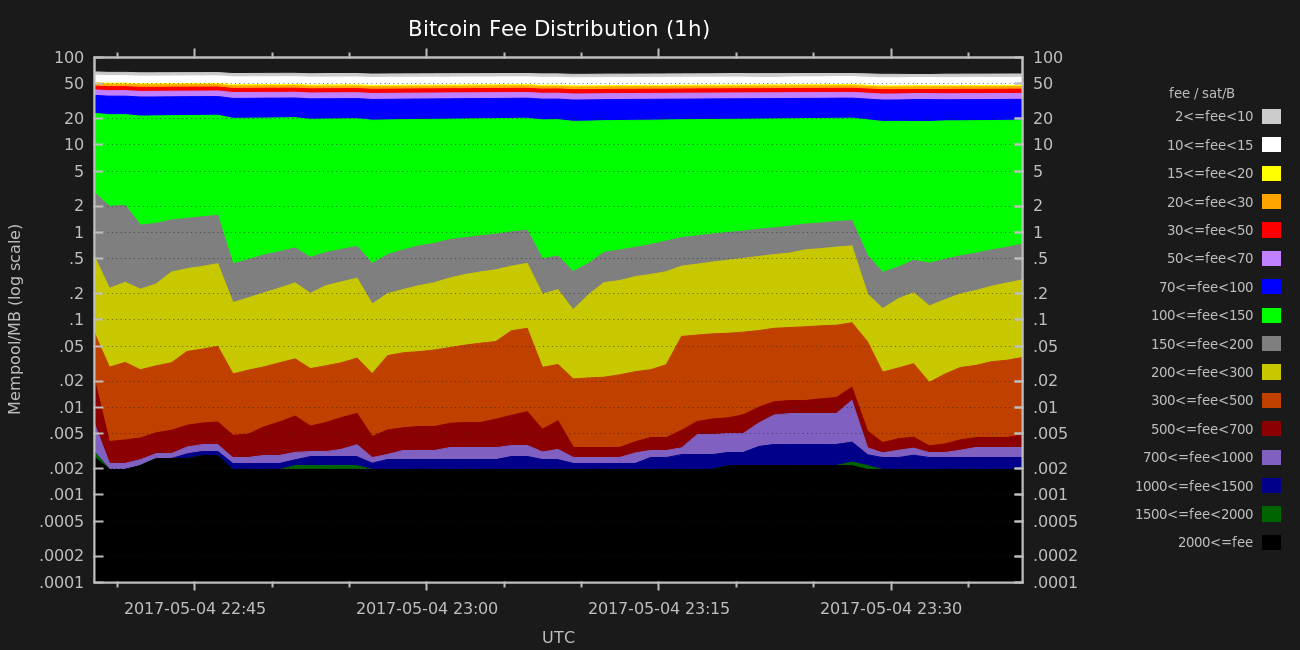 Bitcoin Fee Distribution (1h)
Mempool/MB (log scale)
100
50
20
10
5
2
1
.5
.2
.1
.05
.02
.01
.005
.002
.001
.0005
.0002
.0001
100
50
20
10
5
2
1
.5
.2
.1
.05
.02
.01
.005
.002
.001
.0005
.0002
.0001
2017-05-04 22:45
2017-05-04 23:00
2017-05-04 23:15
2017-05-04 23:30
UTC
fee / sat/B
2<=fee<10
10<=fee<15
15<=fee<20
20<=fee<30
30<=fee<50
50<=fee<70
70<=fee<100
100<=fee<150
150<=fee<200
200<=fee<300
300<=fee<500
500<=fee<700
700<=fee<1000
1000<=fee<1500
1500<=fee<2000
2000<=fee